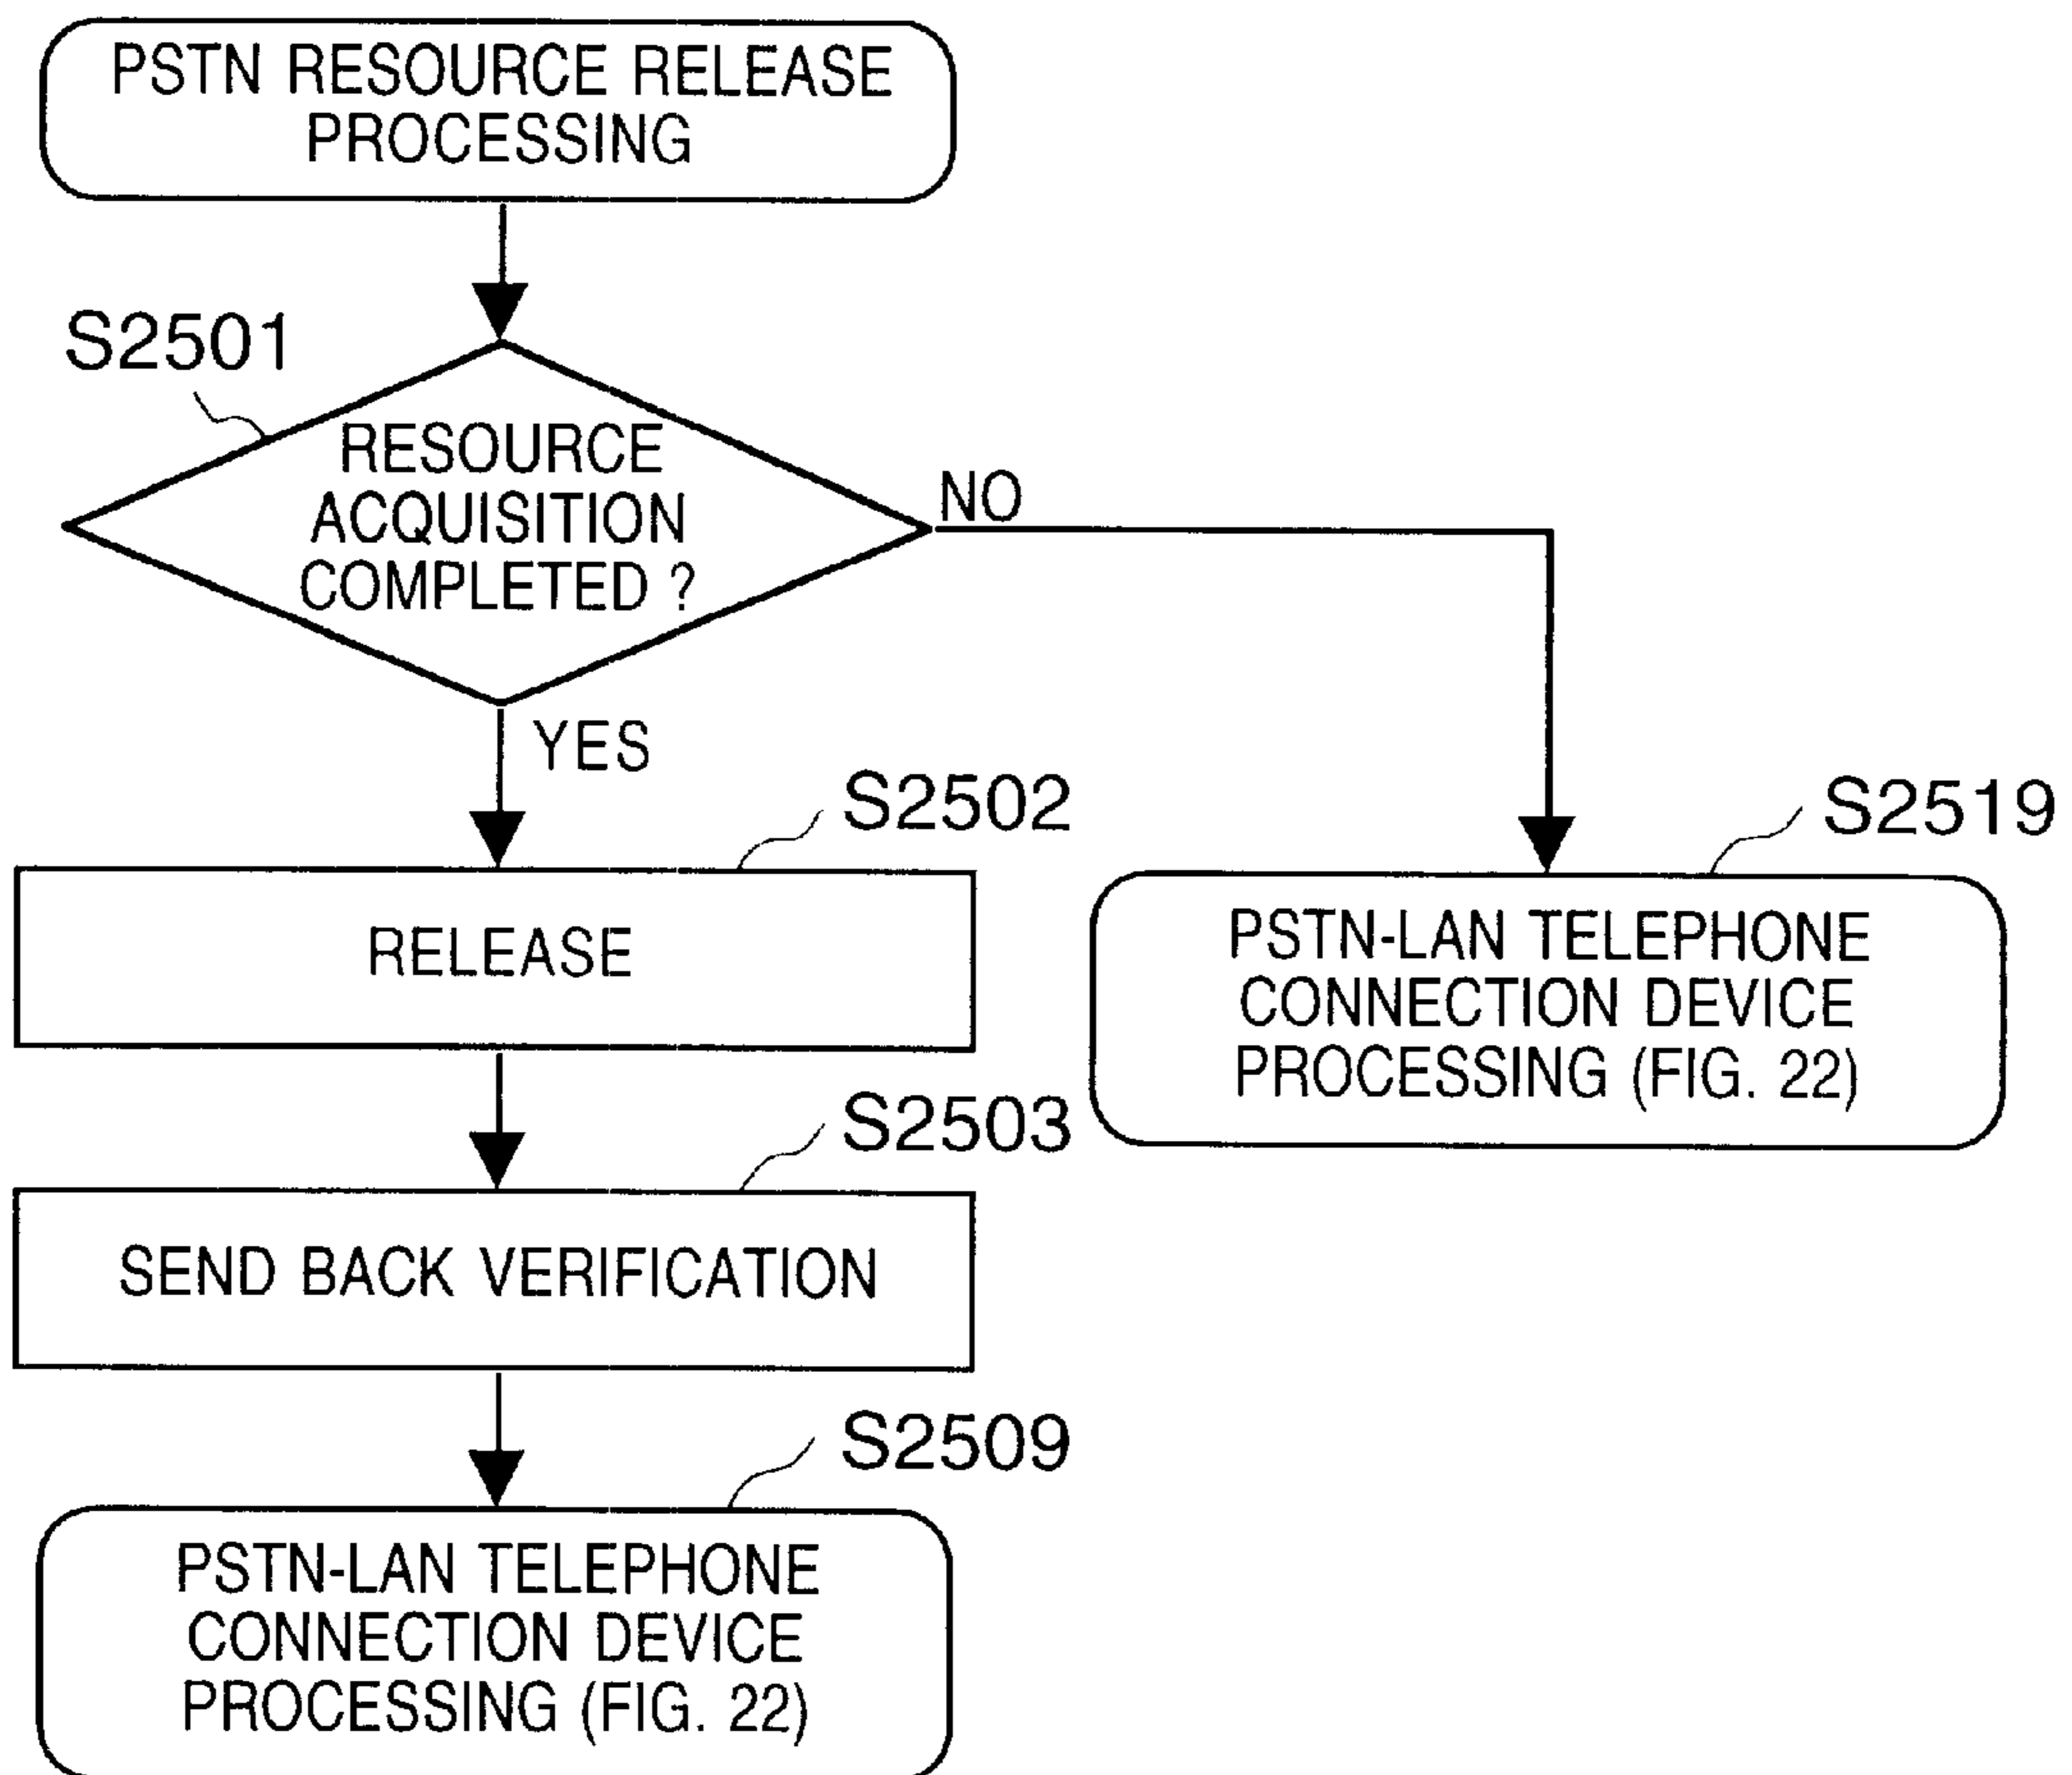 PSTN RESOURCE RELEASE
PROCESSING
S2501
RESOURCE
ACQUISITION
COMPLETED ?
NO
YES
S2502
RELEASE
S2519
PSTN-LAN TELEPHONE
CONNECTION DEVICE
PROCESSING (FIG. 22)
S2503
SEND BACK VERIFICATION
S2509
PSTN-LAN TELEPHONE
CONNECTION DEVICE
PROCESSING (FIG. 22)